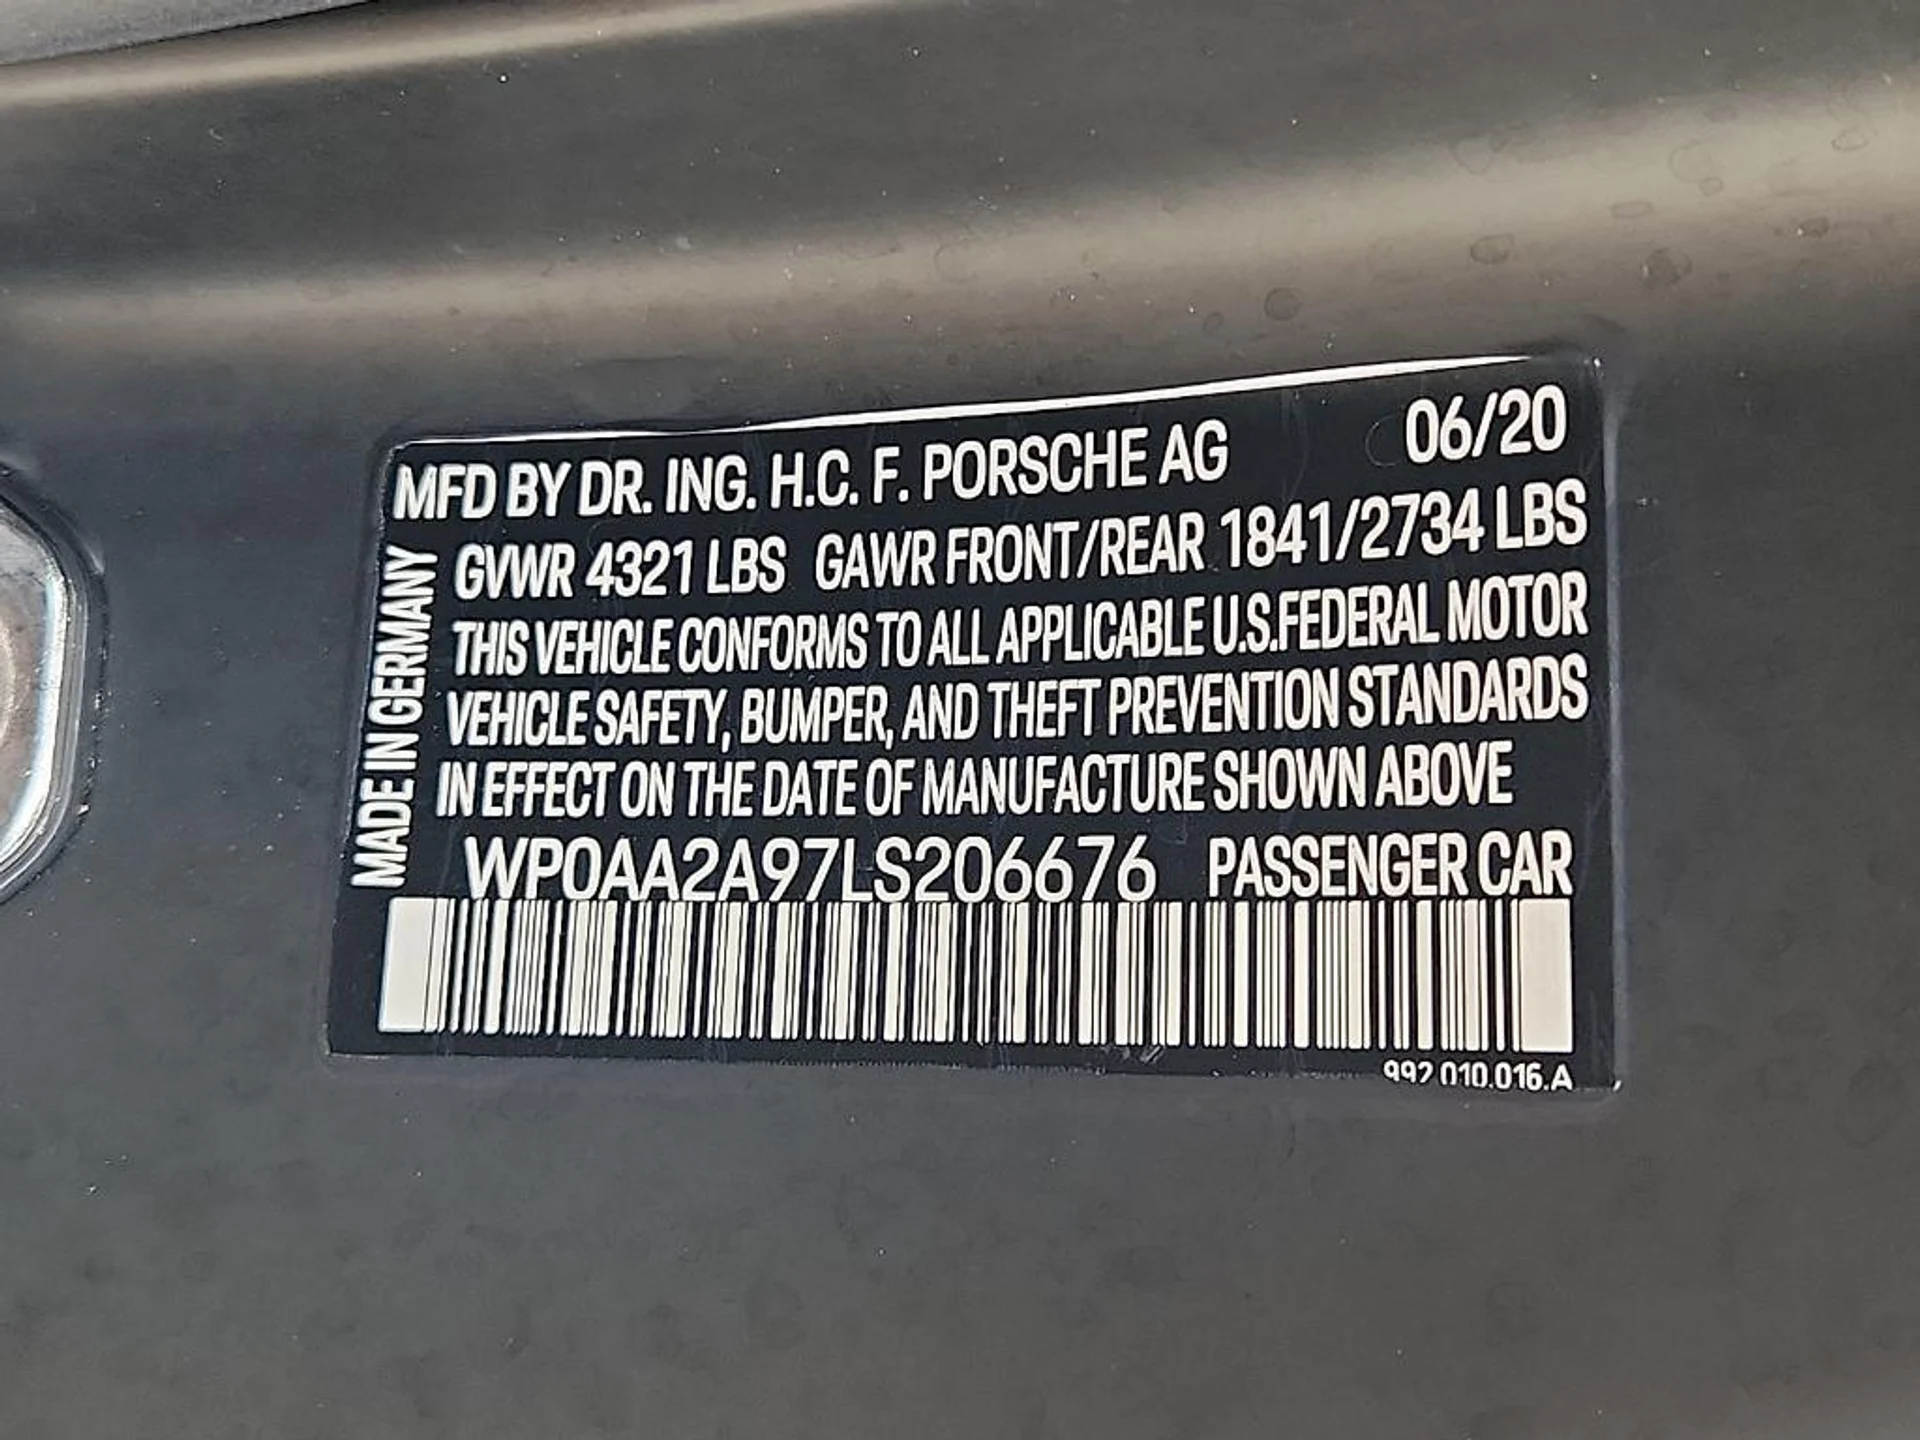 MFD BY DR. ING. H.C. F. PORSCHE AG 06/20
GVWR 4321 LBS GAWR FRONT/REAR 1841/2734 LBS
THIS VEHICLE CONFORMS TO ALL APPLICABLE U.S.FEDERAL MOTOR
VEHICLE SAFETY, BUMPER, AND THEFT PREVENTION STANDARDS
IN EFFECT ON THE DATE OF MANUFACTURE SHOWN ABOVE
WP0AA2A97LS206676 PASSENGER CAR
MADE IN GERMANY
992.010.016.A